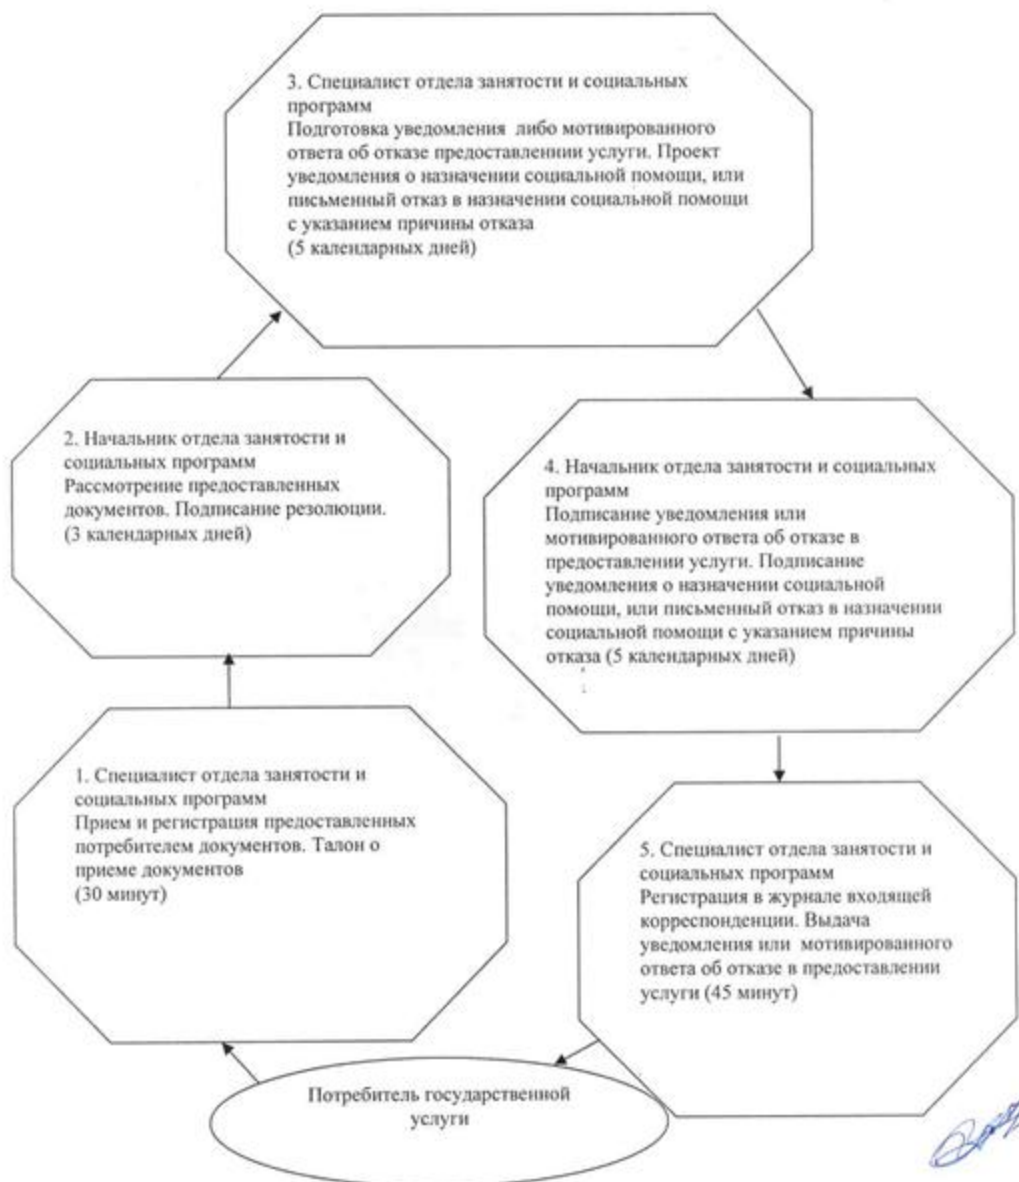 3. Специалист отдела занятости и социальных
программ
Подготовка уведомления либо мотивированного
ответа об отказе предоставлениии услуги. Проект
уведомления о назначении социальной помощи, или
письменный отказ в назначении социальной помощи
с указанием причины отказа
(5 календарных дней)
2. Начальник отдела занятости и
социальных программ
Рассмотрение предоставленных
документов. Подписание резолюции.
(3 календарных дней)
4. Начальник отдела занятости и социальных
программ
Подписание уведомления или
мотивированного ответа об отказе в
предоставлении услуги. Подписание
уведомления о назначении социальной
помощи, или письменный отказ в назначении
социальной помощи с указанием причины
отказа (5 календарных дней)
1. Специалист отдела занятости и
социальных программ
Прием и регистрация предоставленных
потребителем документов. Талон о
приеме документов
(30 минут)
5. Специалист отдела занятости и
социальных программ
Регистрация в журнале входящей
корреспонденции. Выдача
уведомления или мотивированного
ответа об отказе в предоставлении
услуги (45 минут)
Потребитель государственной
услуги